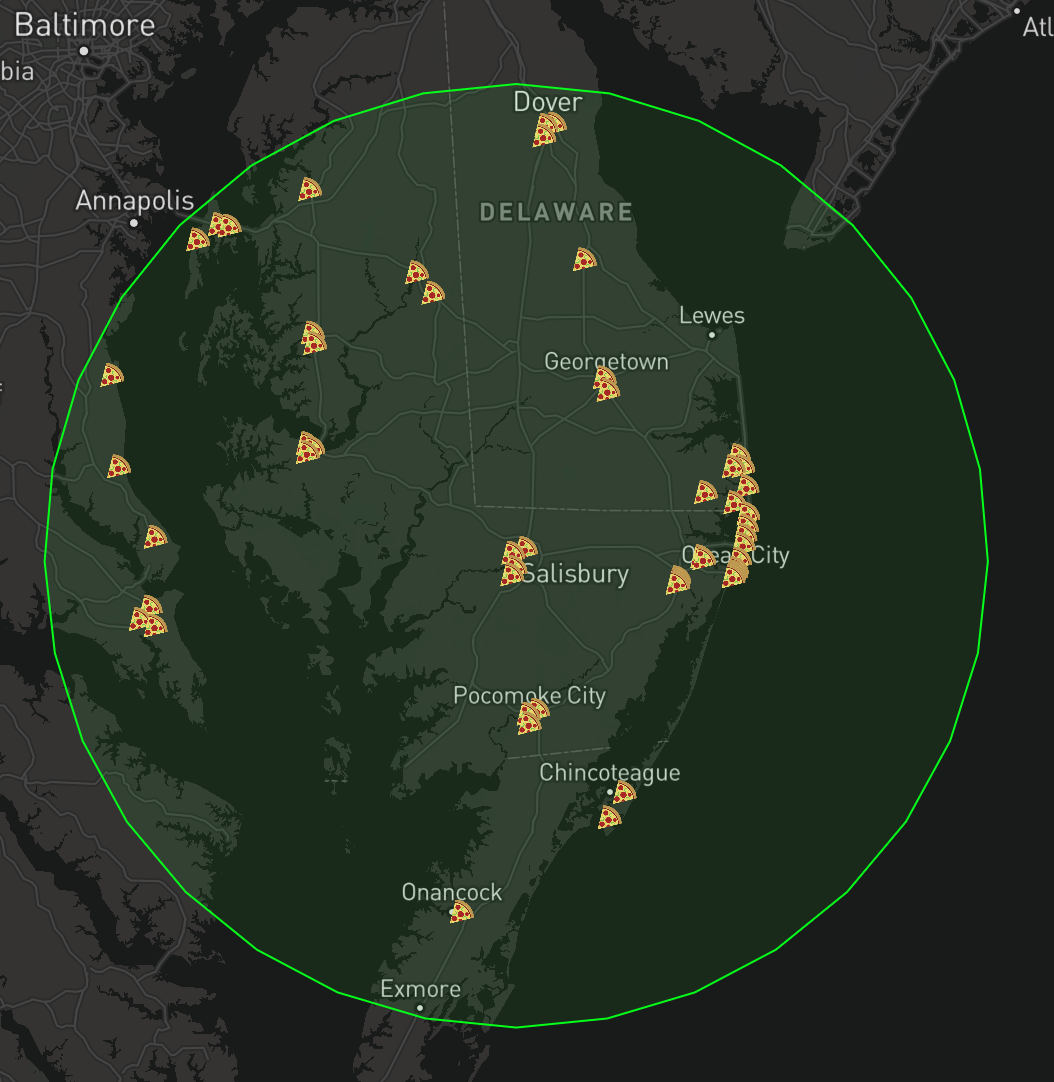 Baltimore
Atl
bia
Dover
Annapolis
DELAWARE
Lewes
Georgetown
Ocean City
Salisbury
Pocomoke City
Chincoteague
Onancock
Exmore